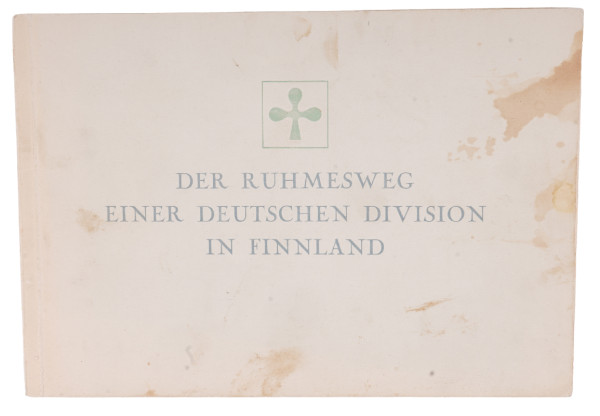 DER RUHMESWEG
EINER DEUTSCHEN DIVISION
IN FINNLAND